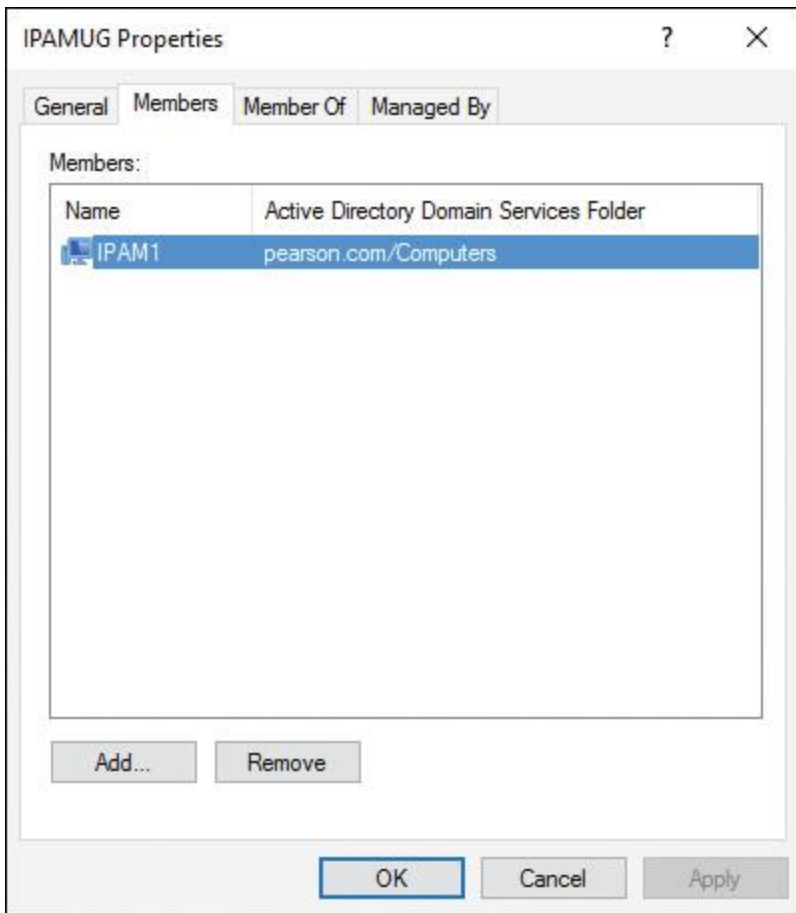 IPAMUG Properties ? ×
General Members Member Of Managed By
Members:
Name Active Directory Domain Services Folder
IPAM1 pearson.com/Computers
Add... Remove
OK Cancel Apply